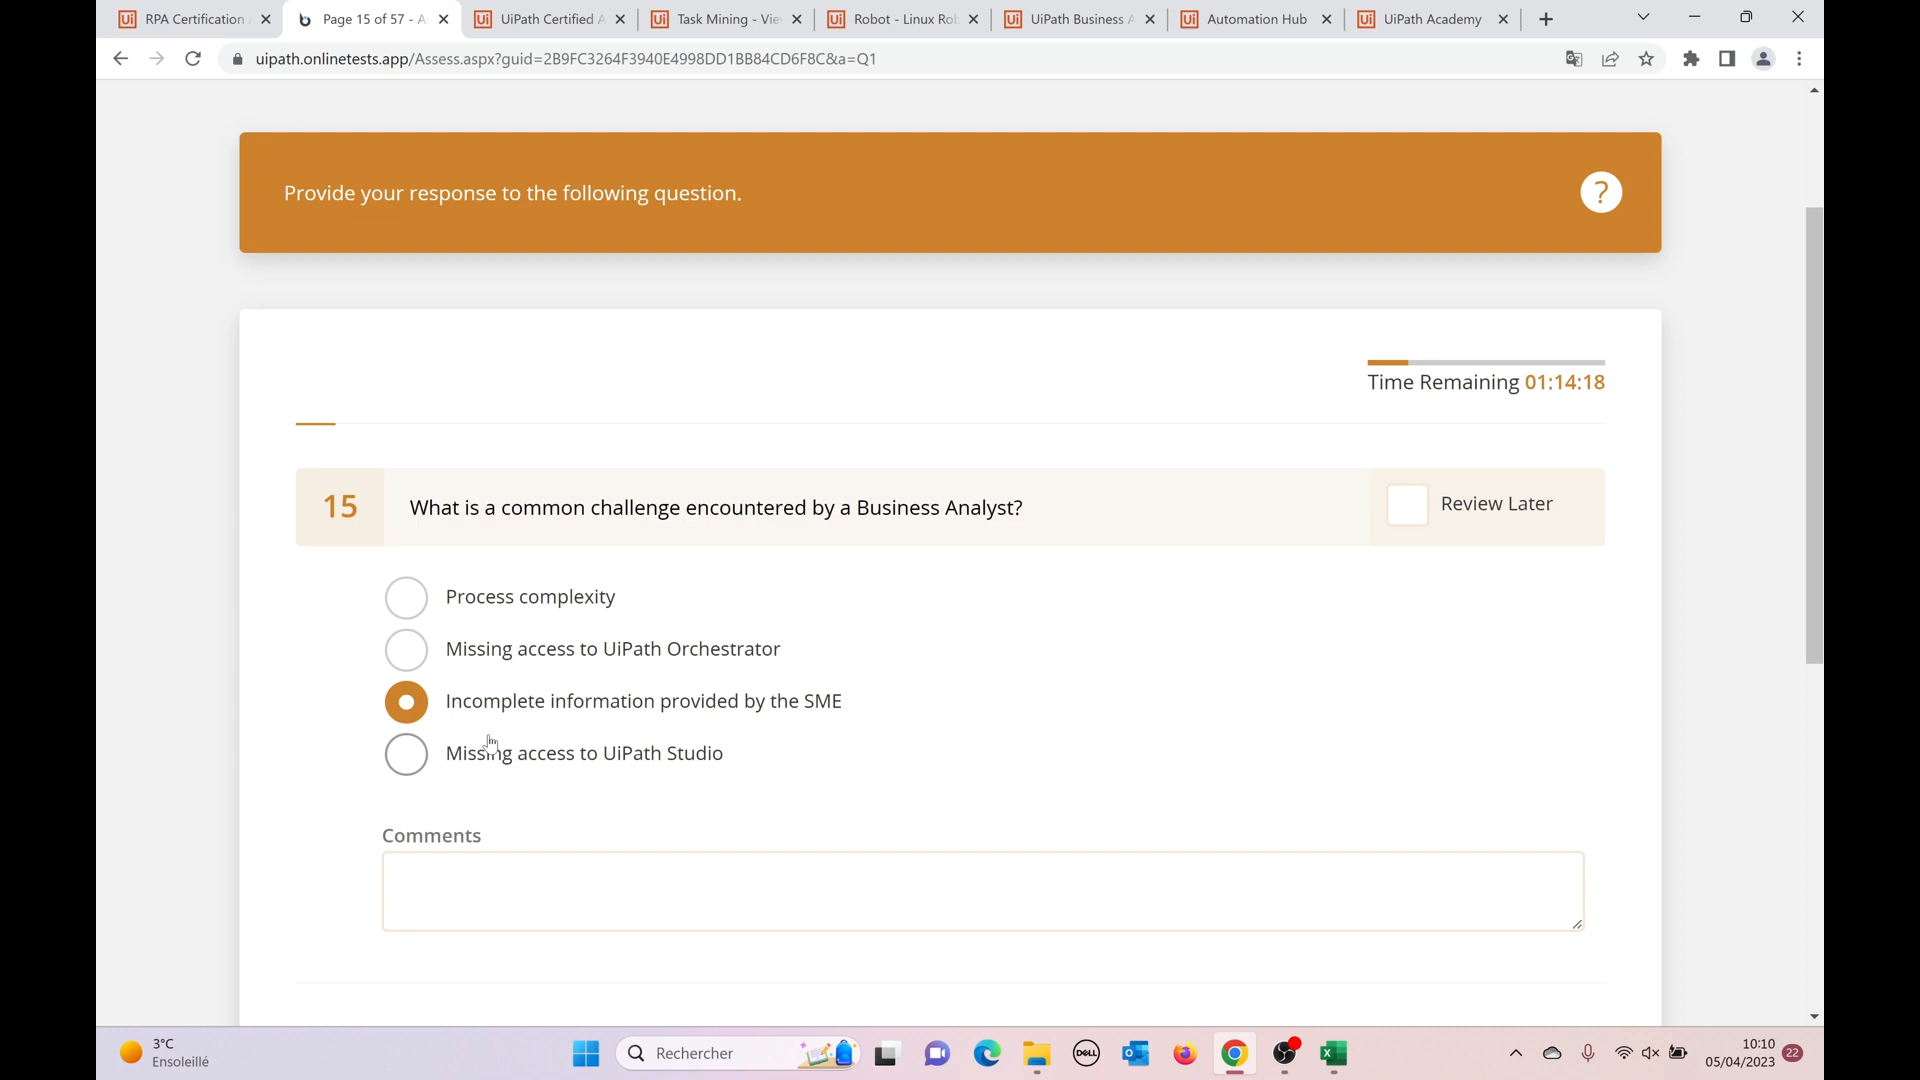 RPA Certification
Page 15 of 57 - A
UiPath Certified A
Task Mining - Vie
Robot - Linux Ro
UiPath Business A
Automation Hub
UiPath Academy
uipath.onlinetests.app/Assess.aspx?guid=2B9FC3264F3940E4998DD1BB84CD6F8C&a=Q1
Provide your response to the following question.
?
Time Remaining 01:14:18
15
What is a common challenge encountered by a Business Analyst?
Review Later
Process complexity
Missing access to UiPath Orchestrator
Incomplete information provided by the SME
Missing access to UiPath Studio
Comments
3°C
Ensoleillé
Rechercher
DELL
10:10
05/04/2023
22